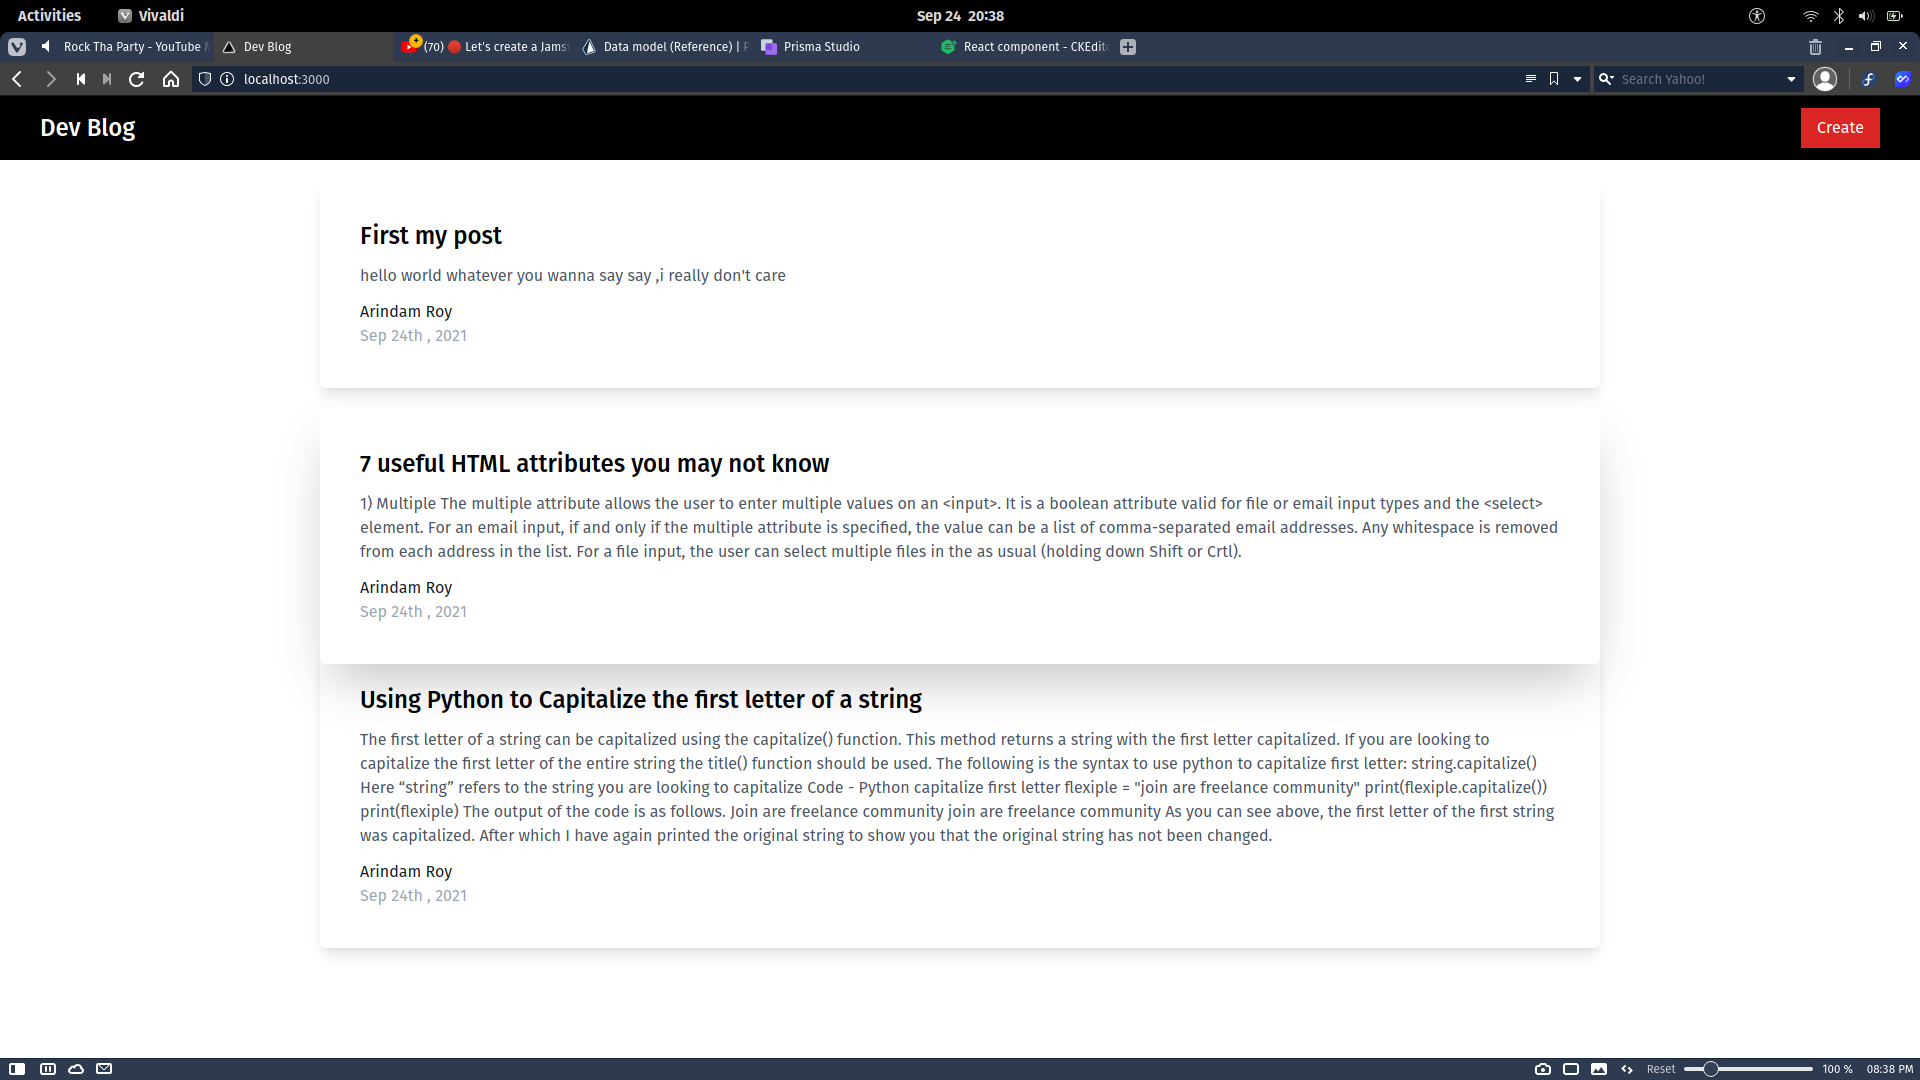 Activities
Vivaldi
Sep 24 20:38
Rock Tha Party - YouTube
Dev Blog
(70) Let's create a Jams
Data model (Reference) |
Prisma Studio
React component - CKEdit
localhost:3000
Search Yahoo!
Dev Blog
Create
First my post
hello world whatever you wanna say say ,i really don't care
Arindam Roy
Sep 24th , 2021
7 useful HTML attributes you may not know
1) Multiple The multiple attribute allows the user to enter multiple values on an <input>. It is a boolean attribute valid for file or email input types and the <select>
element. For an email input, if and only if the multiple attribute is specified, the value can be a list of comma-separated email addresses. Any whitespace is removed
from each address in the list. For a file input, the user can select multiple files in the as usual (holding down Shift or Crtl).
Arindam Roy
Sep 24th , 2021
Using Python to Capitalize the first letter of a string
The first letter of a string can be capitalized using the capitalize() function. This method returns a string with the first letter capitalized. If you are looking to
capitalize the first letter of the entire string the title() function should be used. The following is the syntax to use python to capitalize first letter: string.capitalize()
Here “string” refers to the string you are looking to capitalize Code - Python capitalize first letter flexiple = "join are freelance community" print(flexiple.capitalize())
print(flexiple) The output of the code is as follows. Join are freelance community join are freelance community As you can see above, the first letter of the first string
was capitalized. After which I have again printed the original string to show you that the original string has not been changed.
Arindam Roy
Sep 24th , 2021
Reset
100 %
08:38 PM